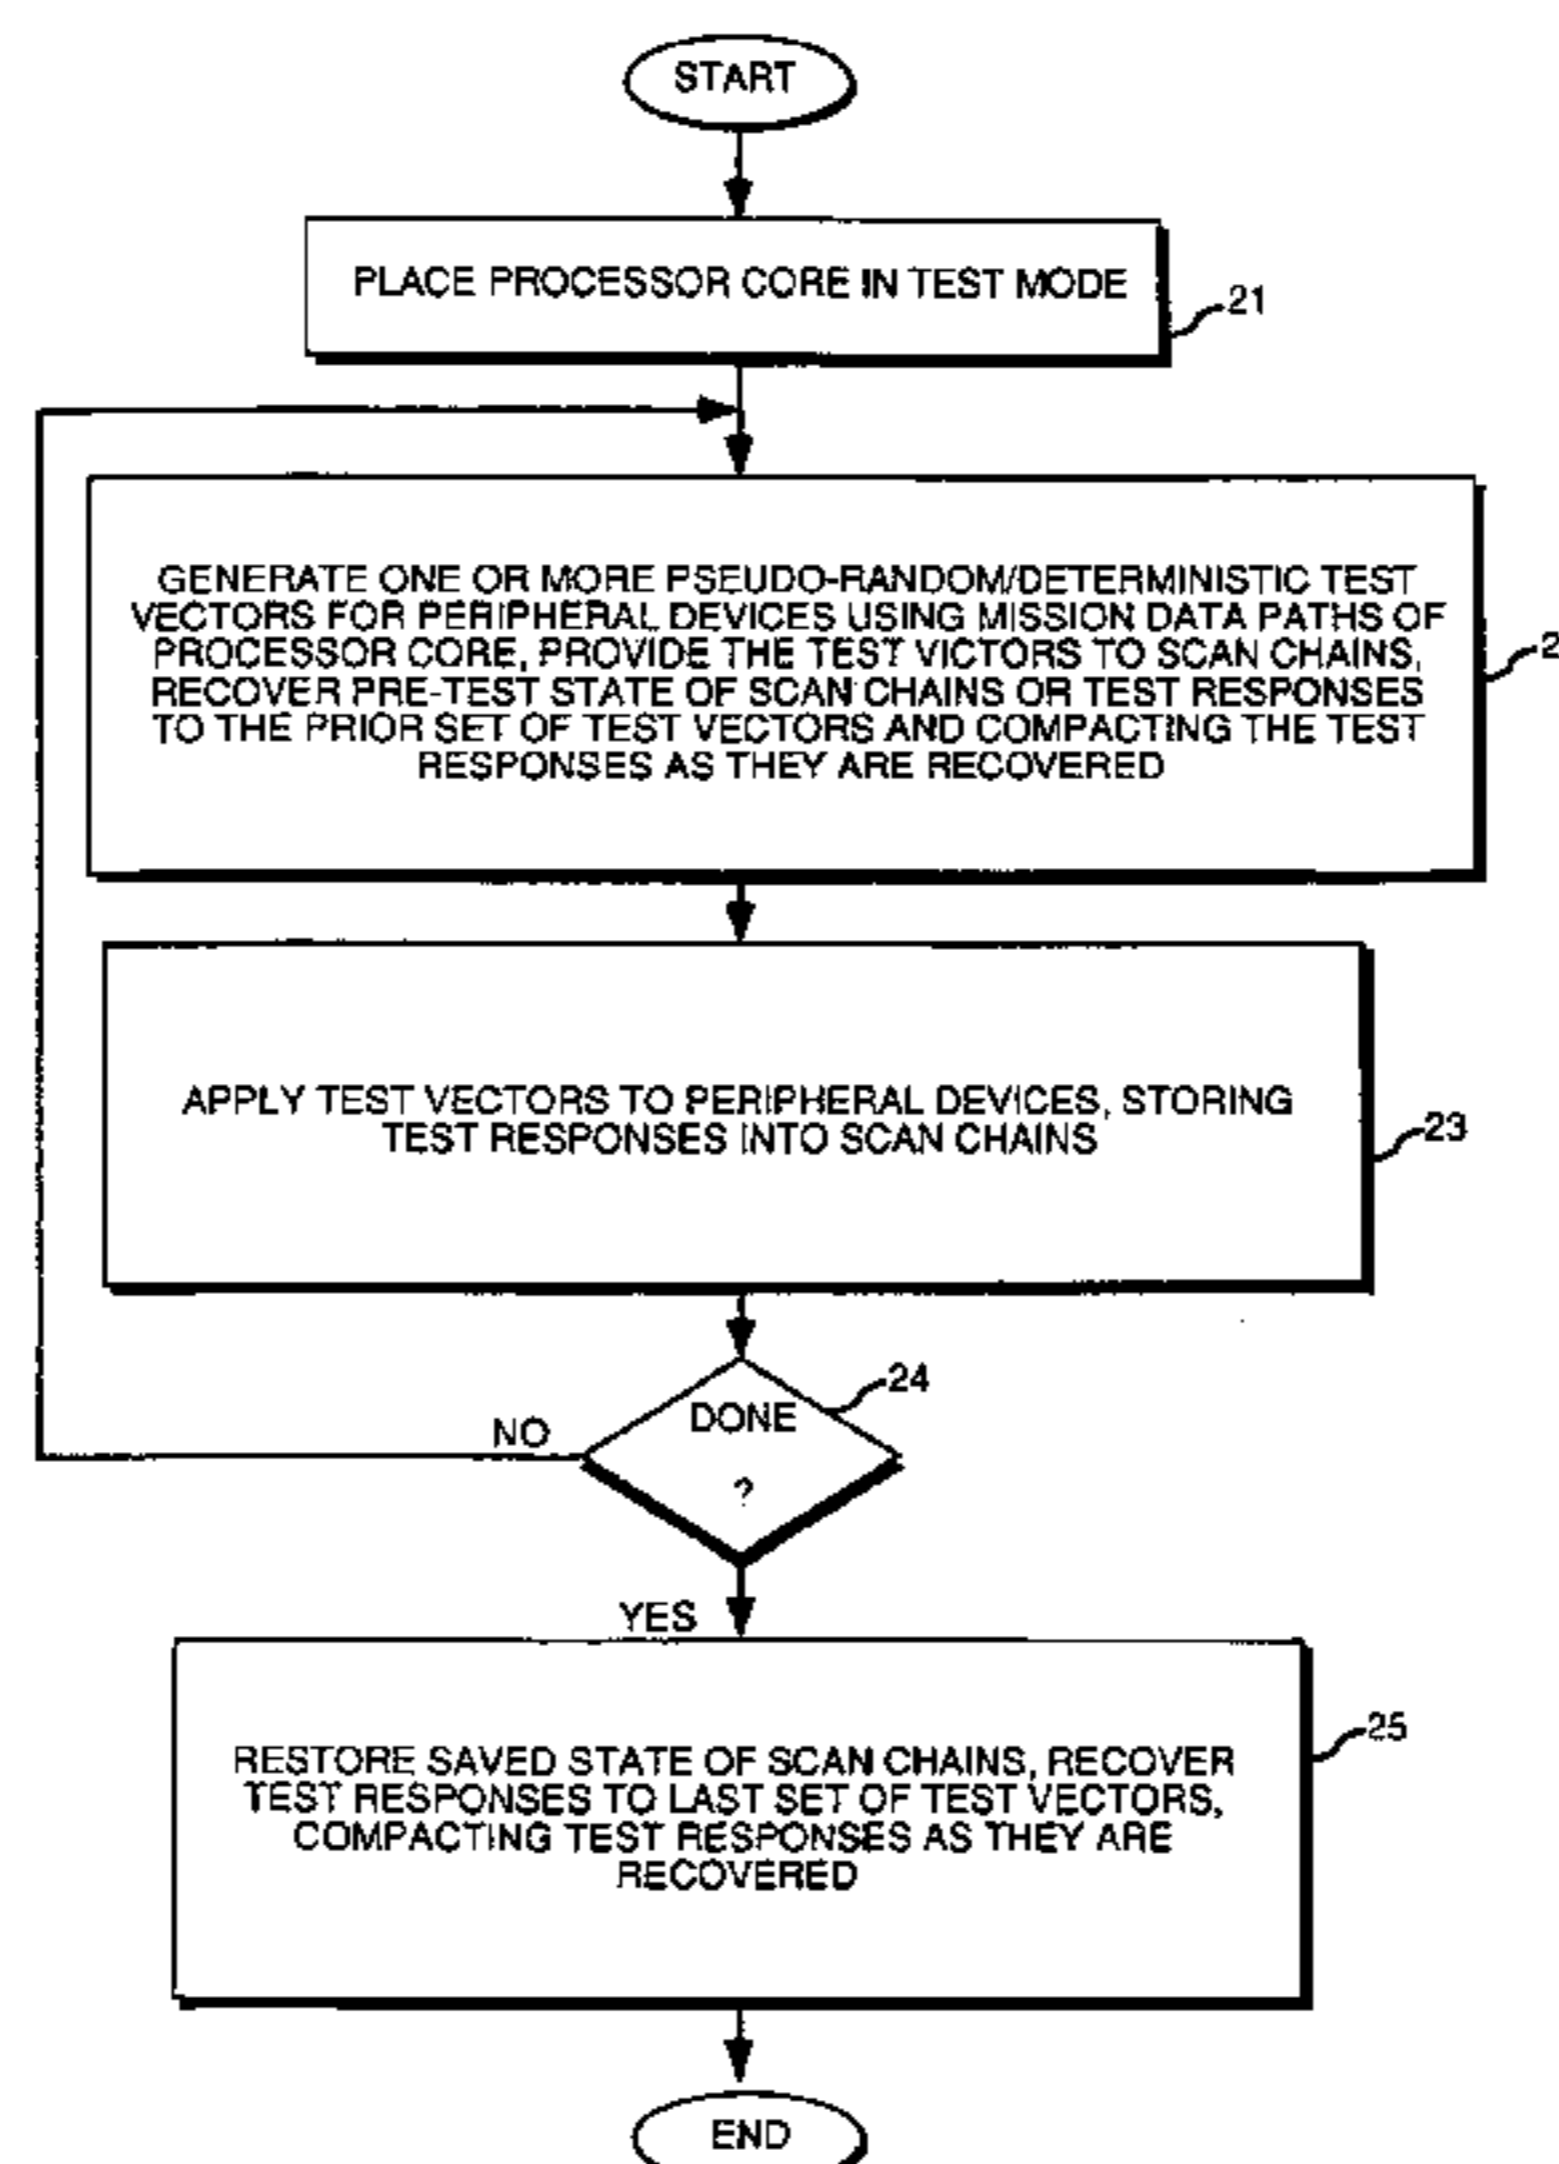 START
PLACE PROCESSOR CORE IN TEST MODE
21
GENERATE ONE OR MORE PSEUDO-RANDOM/DETERMINISTIC TEST
VECTORS FOR PERIPHERAL DEVICES USING MISSION DATA PATHS OF
PROCESSOR CORE, PROVIDE THE TEST VICTORS TO SCAN CHAINS,
RECOVER PRE-TEST STATE OF SCAN CHAINS OR TEST RESPONSES
TO THE PRIOR SET OF TEST VECTORS AND COMPACTING THE TEST
RESPONSES AS THEY ARE RECOVERED
APPLY TEST VECTORS TO PERIPHERAL DEVICES, STORING
TEST RESPONSES INTO SCAN CHAINS
23
24
DONE
?
NO
YES
RESTORE SAVED STATE OF SCAN CHAINS, RECOVER
TEST RESPONSES TO LAST SET OF TEST VECTORS,
COMPACTING TEST RESPONSES AS THEY ARE
RECOVERED
25
END